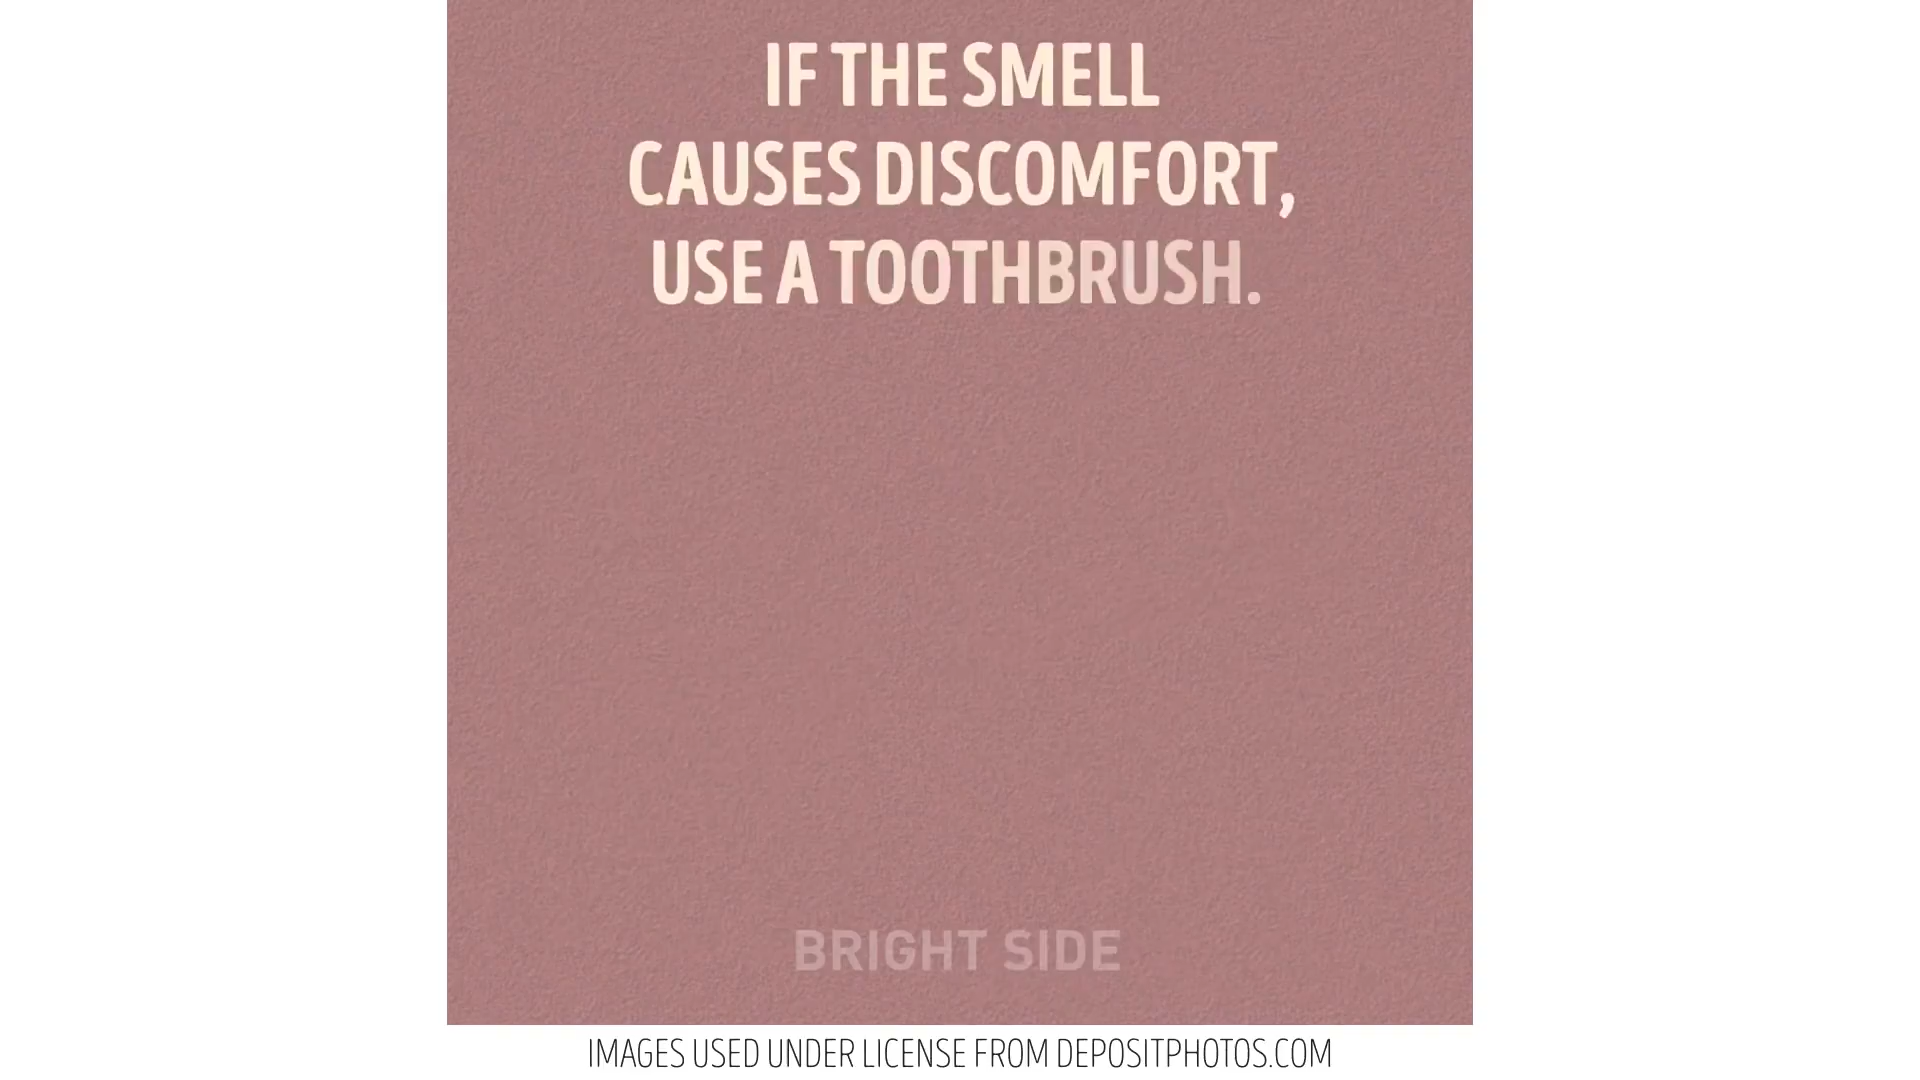 IF THE SMELL
CAUSES DISCOMFORT,
USE A TOOTHBRUSH.
BRIGHT SIDE
IMAGES USED UNDER LICENSE FROM DEPOSITPHOTOS.COM